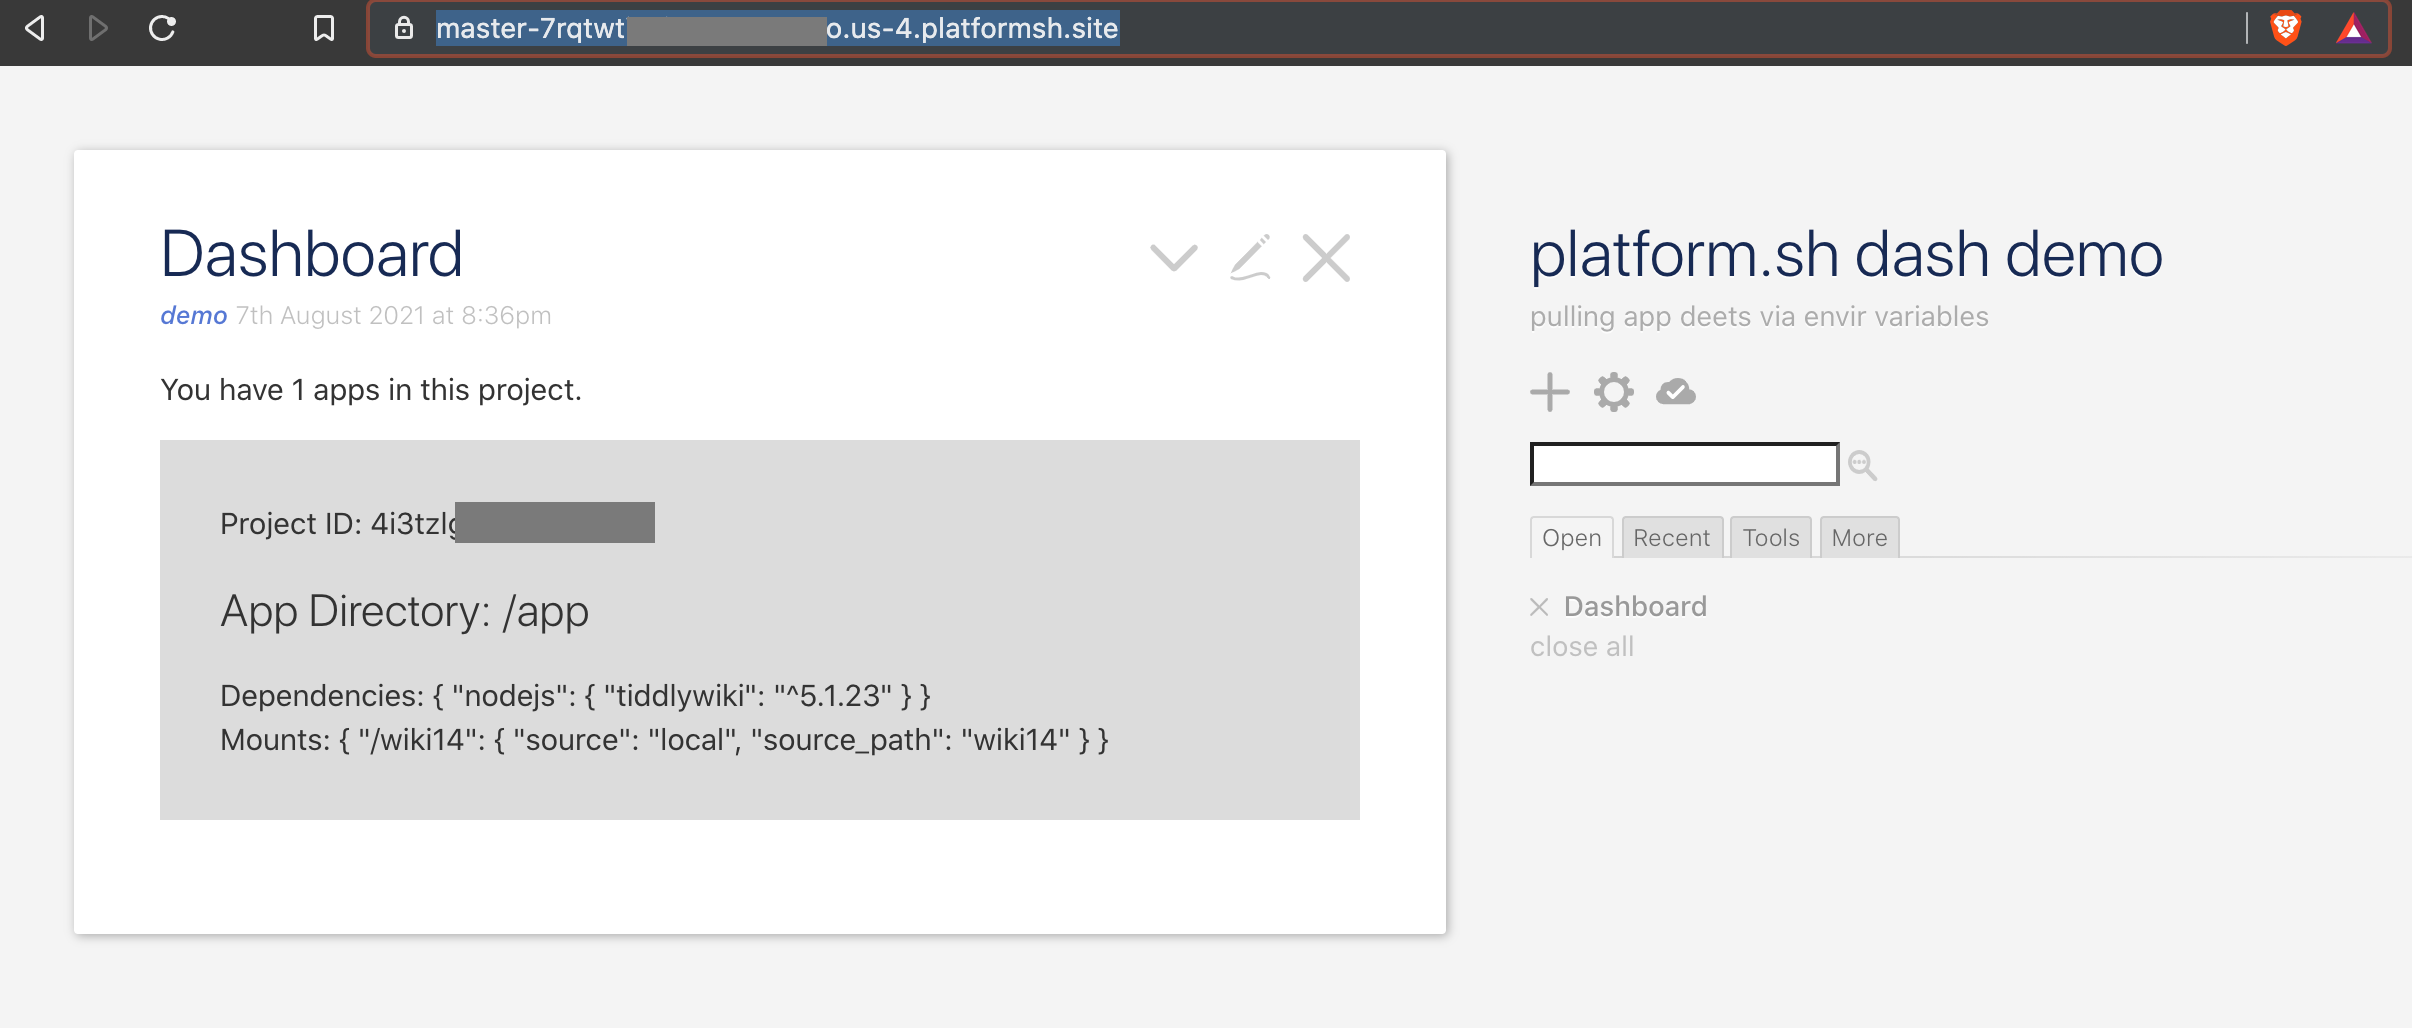 master-7rqtwt o.us-4.platformsh.site
Dashboard
demo 7th August 2021 at 8:36pm
You have 1 apps in this project.
Project ID: 4i3tzl
App Directory: /app
Dependencies: { "nodejs": { "tiddlywiki": "^5.1.23" } }
Mounts: { "/wiki14": { "source": "local", "source_path": "wiki14" } }
platform.sh dash demo
pulling app deets via envir variables
Open Recent Tools More
Dashboard
close all